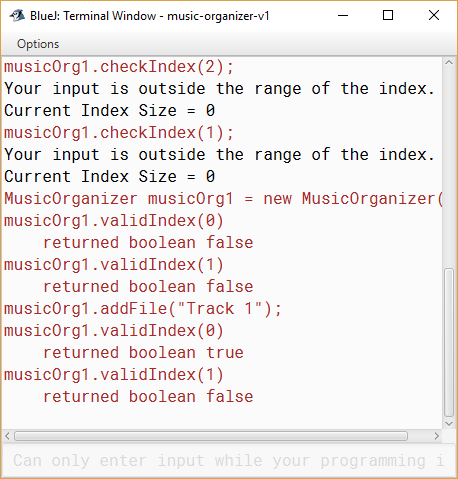 BlueJ: Terminal Window - music-organizer-v1
Options
musicOrg1.checkIndex(2);
Your input is outside the range of the index.
Current Index Size = 0
musicOrg1.checkIndex(1);
Your input is outside the range of the index.
Current Index Size = 0
MusicOrganizer musicOrg1 = new MusicOrganizer(
musicOrg1.validIndex(0)
    returned boolean false
musicOrg1.validIndex(1)
    returned boolean false
musicOrg1.addFile("Track 1");
musicOrg1.validIndex(0)
    returned boolean true
musicOrg1.validIndex(1)
    returned boolean false
Can only enter input while your programming i